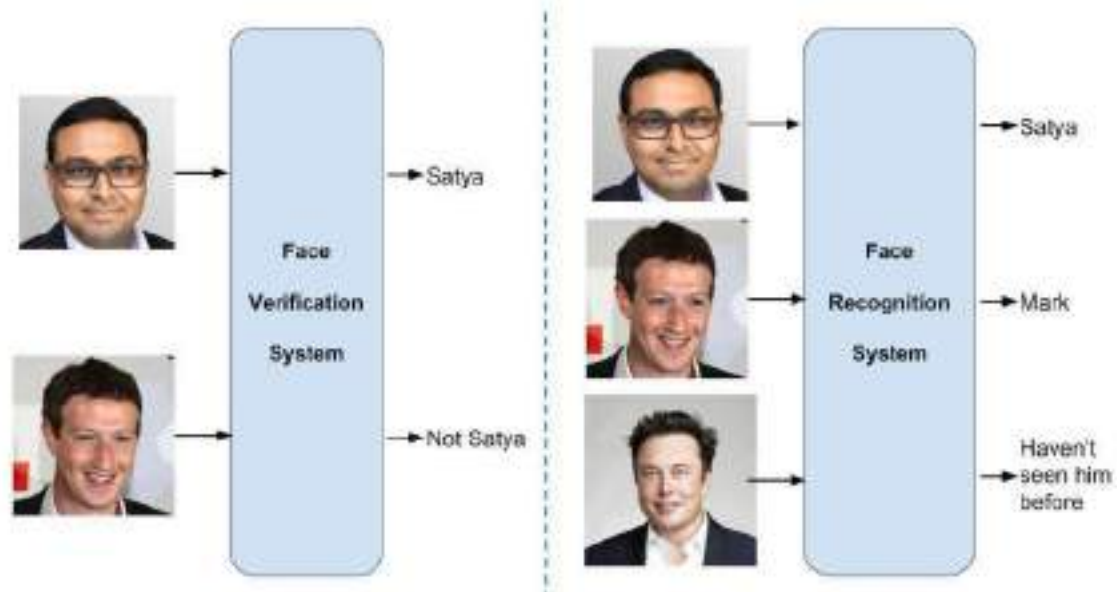 Face
Verification
System
Satya
Not Satya
Face
Recognition
System
Satya
Mark
Haven't
seen him
before